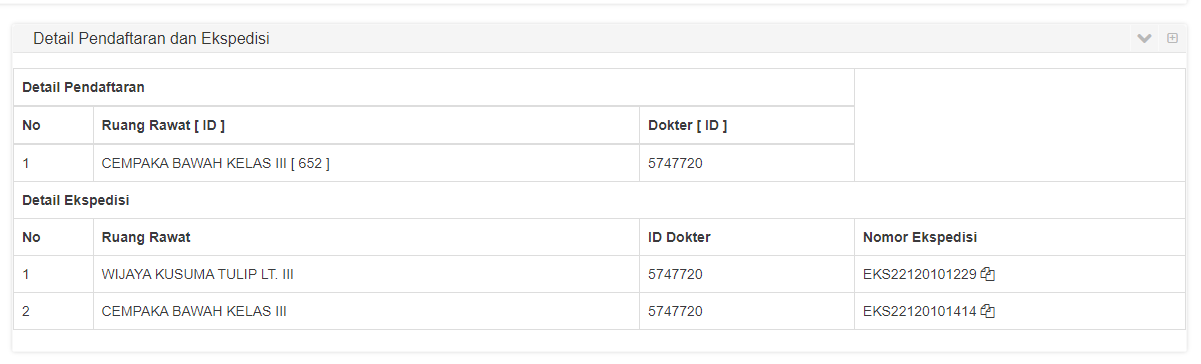 Detail Pendaftaran dan Ekspedisi
Detail Pendaftaran
No Ruang Rawat [ ID ] Dokter [ ID ]
1 CEMPAKA BAWAH KELAS III [ 652 ] 5747720
Detail Ekspedisi
No Ruang Rawat ID Dokter Nomor Ekspedisi
1 WIJAYA KUSUMA TULIP LT. III 5747720 EKS22120101229
2 CEMPAKA BAWAH KELAS III 5747720 EKS22120101414